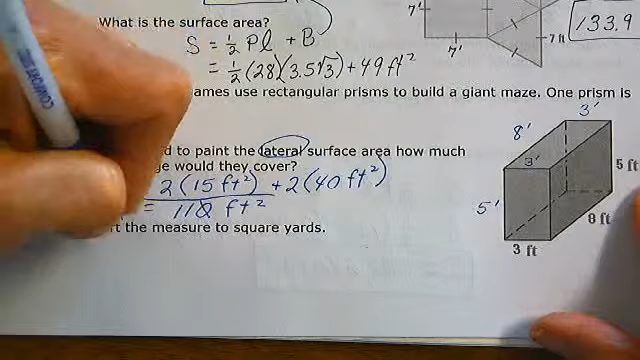 What is the surface area?
S = ½ Pl + B
= ½(28)(3.5√3) + 49 ft²
7'
7'
7 ft
133.9
ames use rectangular prisms to build a giant maze. One prism is
d to paint the lateral surface area how much
ge would they cover?
2(15 ft²) + 2(40 ft²)
= 110 ft²
t the measure to square yards.
3'
8'
3'
5 ft
5'
8 ft
3 ft